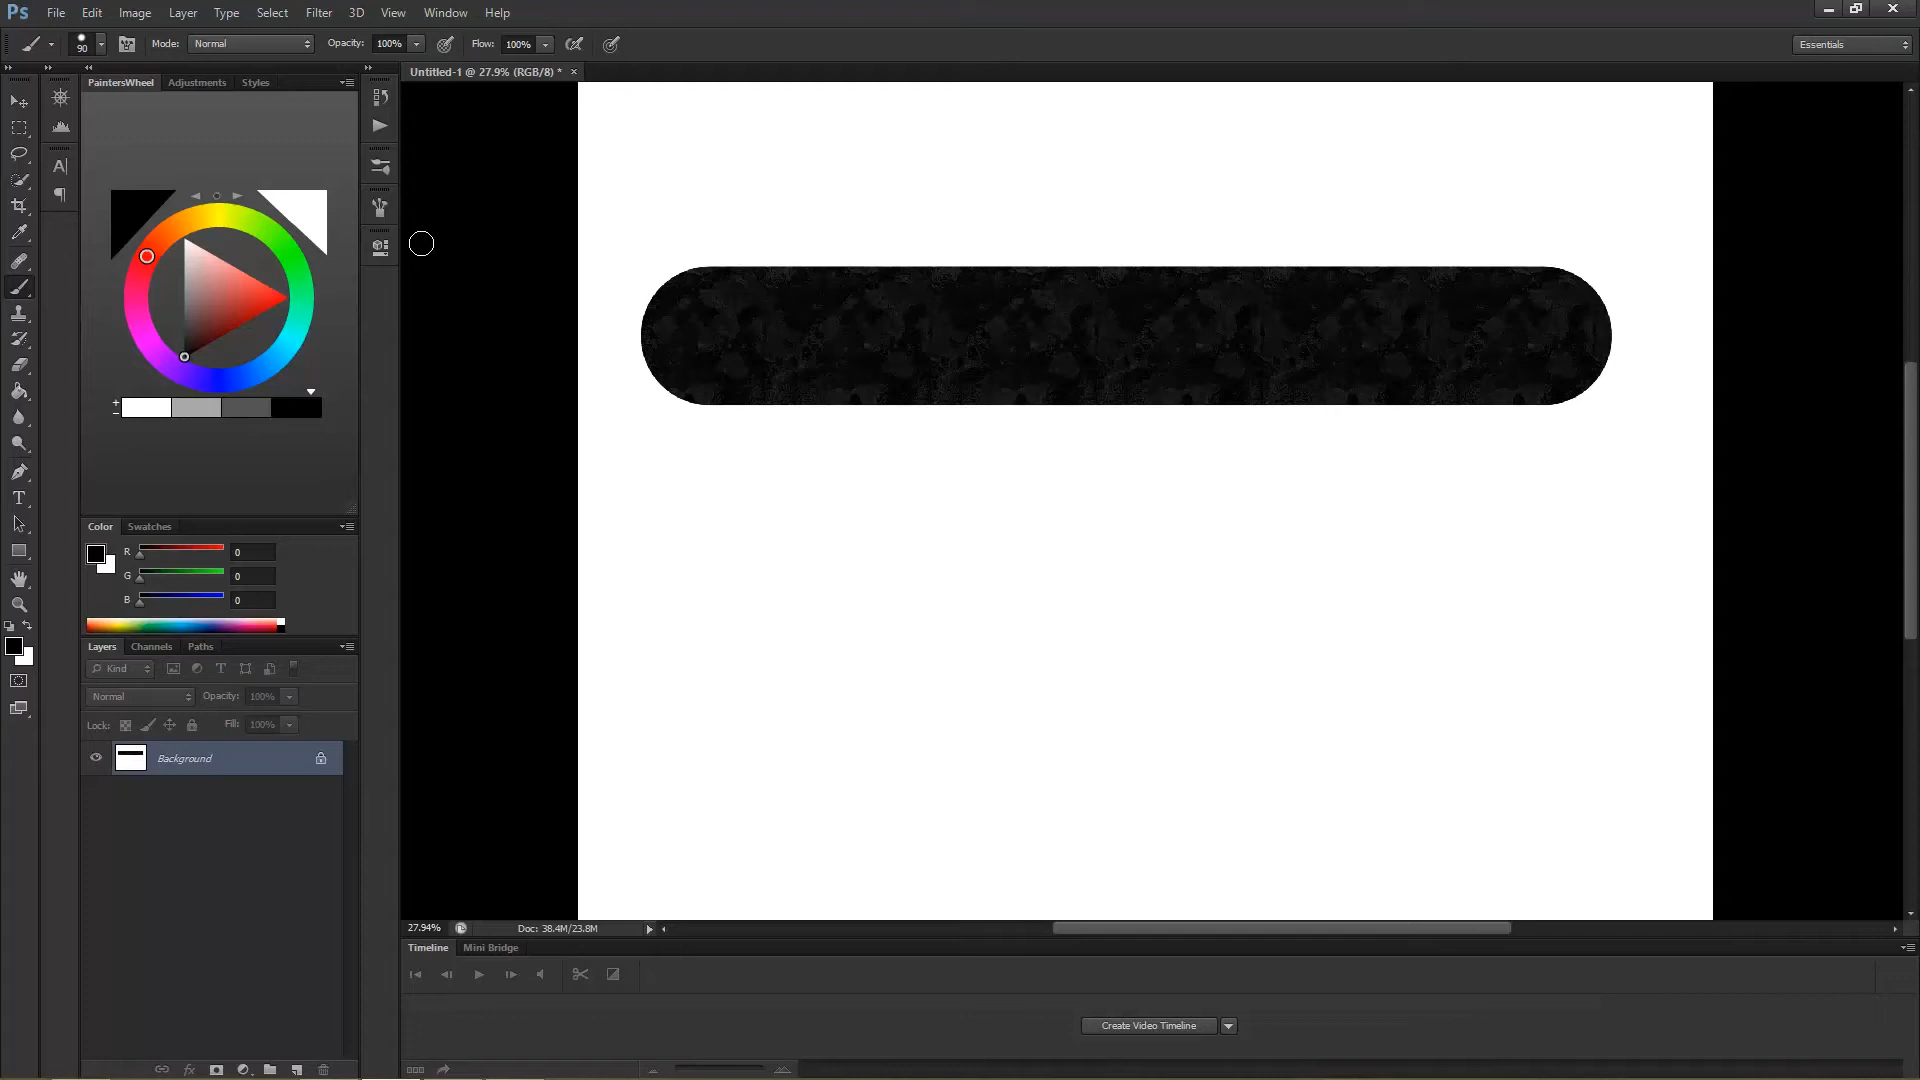 Ps File Edit Image Layer Type Select Filter 3D View Window Help
90 Mode: Normal Opacity: 100% Flow: 100% Essentials
Untitled-1 @ 27.9% (RGB/8) * ×
PaintersWheel Adjustments Styles
A|
+
−
Color Swatches
R 0
G 0
B 0
T
Layers Channels Paths
Kind T
Normal Opacity: 100%
Lock: Fill: 100%
Background
fx
27.94% Doc: 38.4M/23.8M
Timeline Mini Bridge
Create Video Timeline